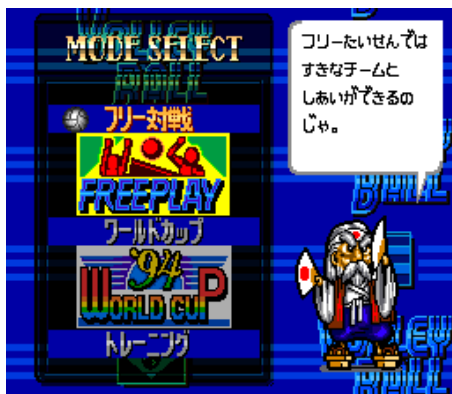 MODE SELECT
フリー対戦
FREEPLAY
ワールドカップ
'94
WORLD CUP
トレーニング
フリーたいせんでは
すきなチームと
しあいができるの
じゃ。